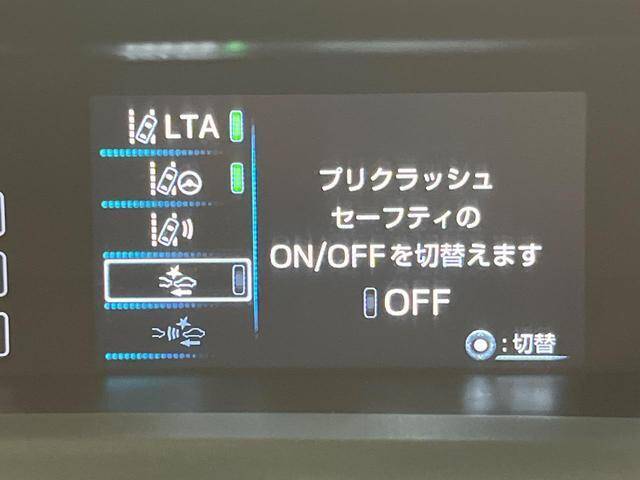 LTA
プリクラッシュ
セーフティの
ON/OFFを切替えます
OFF
:切替